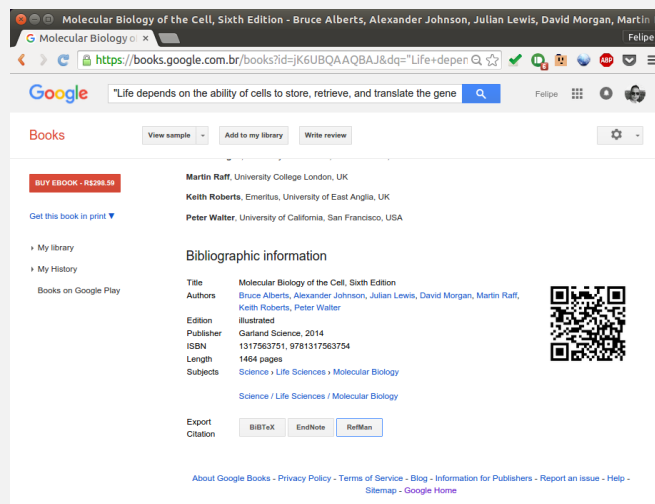 Molecular Biology of the Cell, Sixth Edition - Bruce Alberts, Alexander Johnson, Julian Lewis, David Morgan, Martin
G Molecular Biology o ×
Felipe
https://books.google.com.br/books?id=jK6UBQAAQBAJ&dq="Life+depen
ABP
Google
"Life depends on the ability of cells to store, retrieve, and translate the gene
Felipe
Books
View sample
Add to my library
Write review
BUY EBOOK - R$298.59
Get this book in print ▼
My library
My History
Books on Google Play
Martin Raff, University College London, UK
Keith Roberts, Emeritus, University of East Anglia, UK
Peter Walter, University of California, San Francisco, USA
Bibliographic information
Title Molecular Biology of the Cell, Sixth Edition
Authors Bruce Alberts, Alexander Johnson, Julian Lewis, David Morgan, Martin Raff,
Keith Roberts, Peter Walter
Edition illustrated
Publisher Garland Science, 2014
ISBN 1317563751, 9781317563754
Length 1464 pages
Subjects Science › Life Sciences › Molecular Biology
Science / Life Sciences / Molecular Biology
Export
Citation
BiBTeX
EndNote
RefMan
About Google Books - Privacy Policy - Terms of Service - Blog - Information for Publishers - Report an issue - Help -
Sitemap - Google Home